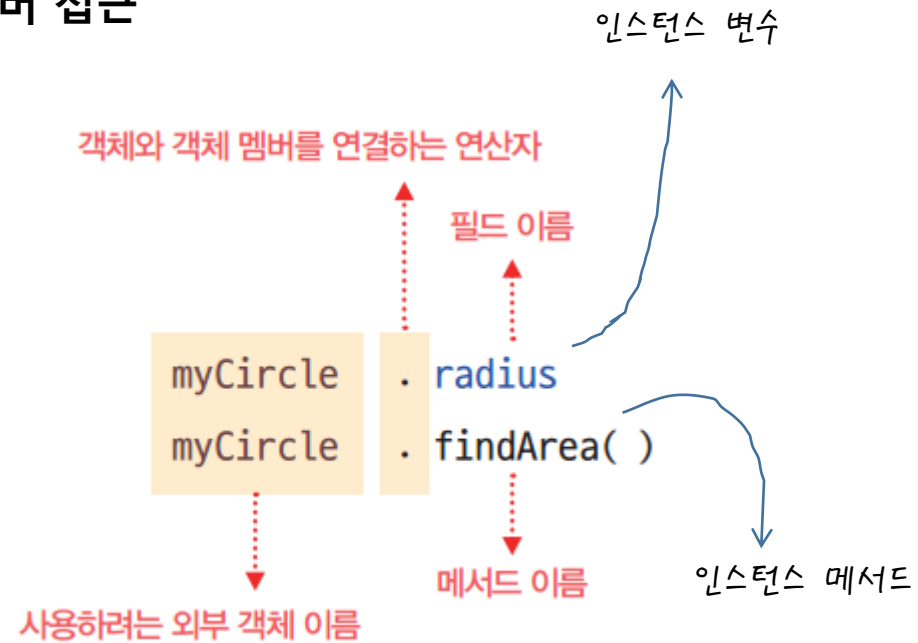 접근
인스턴스 변수
객체와 객체 멤버를 연결하는 연산자
필드 이름
myCircle . radius
myCircle . findArea( )
메서드 이름
인스턴스 메서드
사용하려는 외부 객체 이름